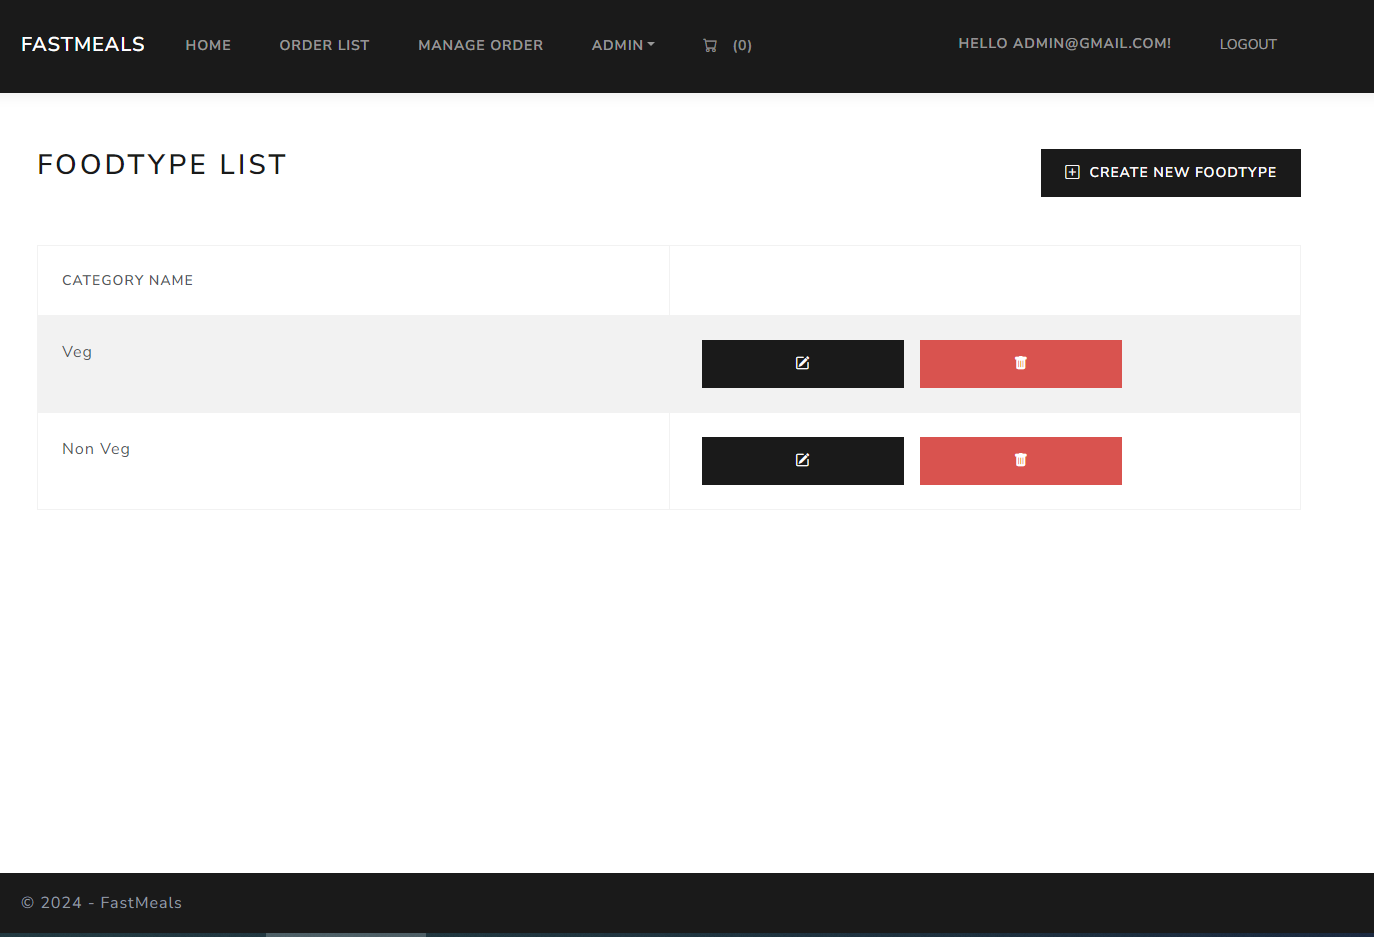 FASTMEALS HOME ORDER LIST MANAGE ORDER ADMIN (0) HELLO ADMIN@GMAIL.COM! LOGOUT
FOODTYPE LIST
CREATE NEW FOODTYPE
CATEGORY NAME
Veg
Non Veg
© 2024 - FastMeals